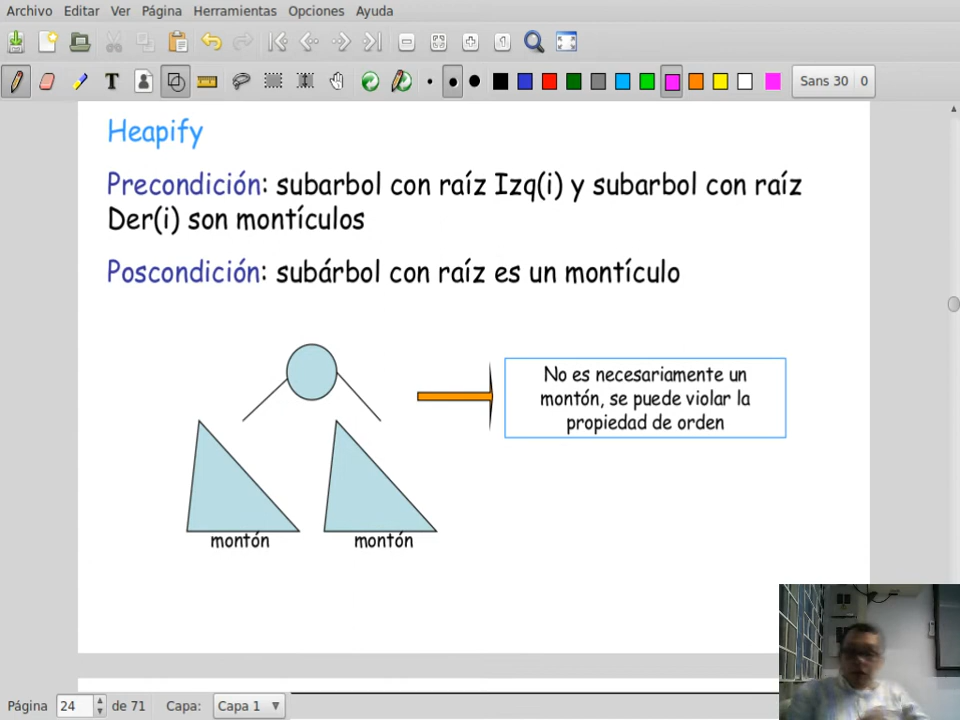 Archivo Editar Ver Página Herramientas Opciones Ayuda
T
Sans 30 0
Heapify
Precondición: subarbol con raíz Izq(i) y subarbol con raíz
Der(i) son montículos
Poscondición: subárbol con raíz es un montículo
No es necesariamente un
montón, se puede violar la
propiedad de orden
montón montón
Página 24 de 71 Capa: Capa 1